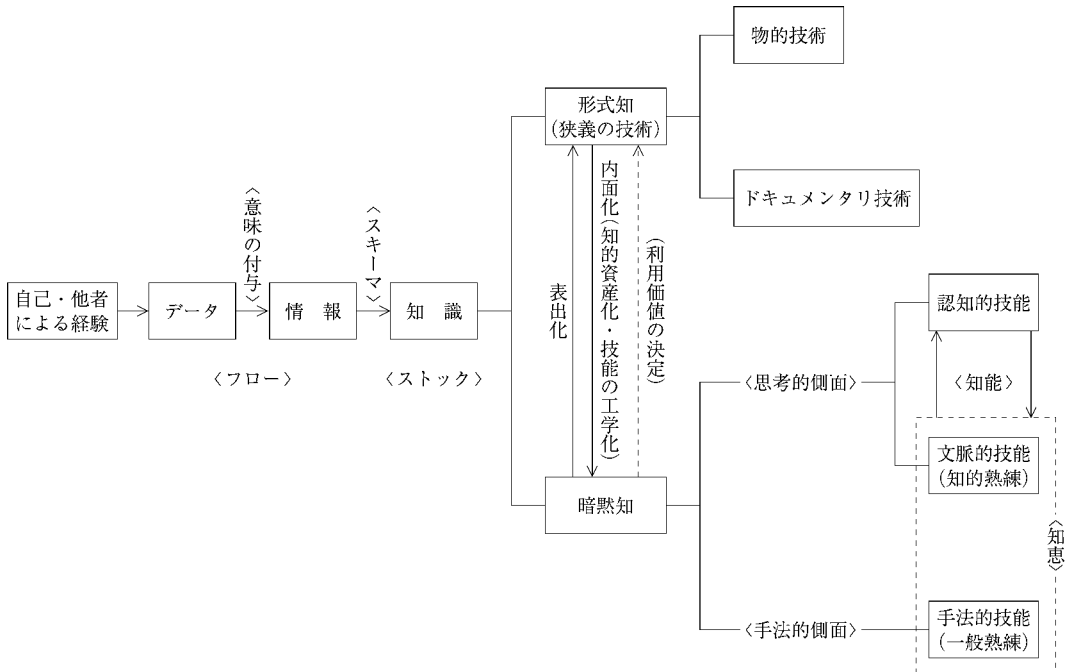 物的技術
形式知
(狭義の技術)
ドキュメンタリ技術
〈意味の付与〉
〈スキーマ〉
内面化(知的資産化・技能の工学化)
(利用価値の決定)
表出化
自己・他者
による経験
データ
情 報
知 識
認知的技能
〈フロー〉
〈ストック〉
〈思考的側面〉
〈知能〉
文脈的技能
(知的熟練)
暗黙知
〈知恵〉
〈手法的側面〉
手法的技能
(一般熟練)